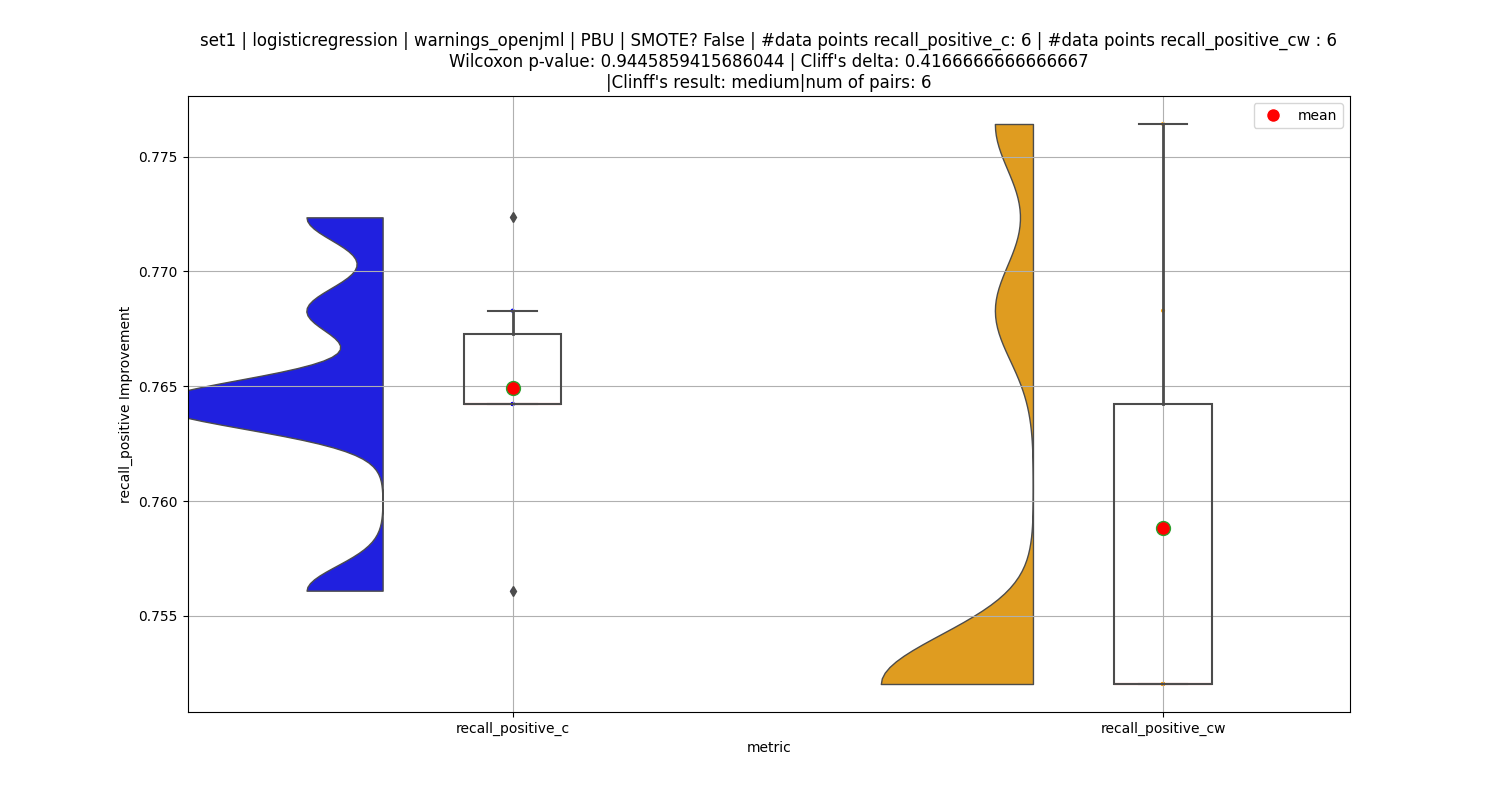 set1 | logisticregression | warnings_openjml | PBU | SMOTE? False | #data points recall_positive_c: 6 | #data points recall_positive_cw : 6
Wilcoxon p-value: 0.9445859415686044 | Cliff's delta: 0.4166666666666667
|Clinff's result: medium|num of pairs: 6
mean
0.775
0.770
0.765
0.760
0.755
recall_positive Improvement
recall_positive_c
recall_positive_cw
metric